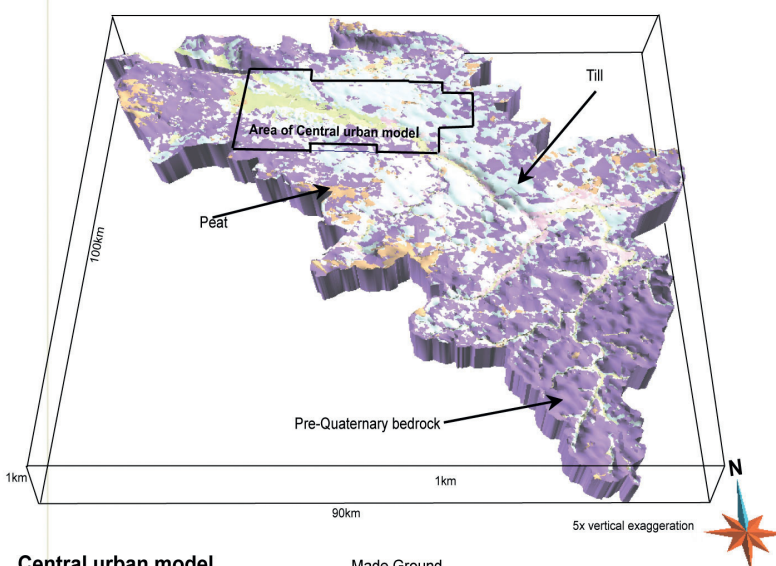 Till
Area of Central urban model
Peat
100km
Pre-Quaternary bedrock
1km
1km
90km
5x vertical exaggeration
N
Central urban model
Made Ground